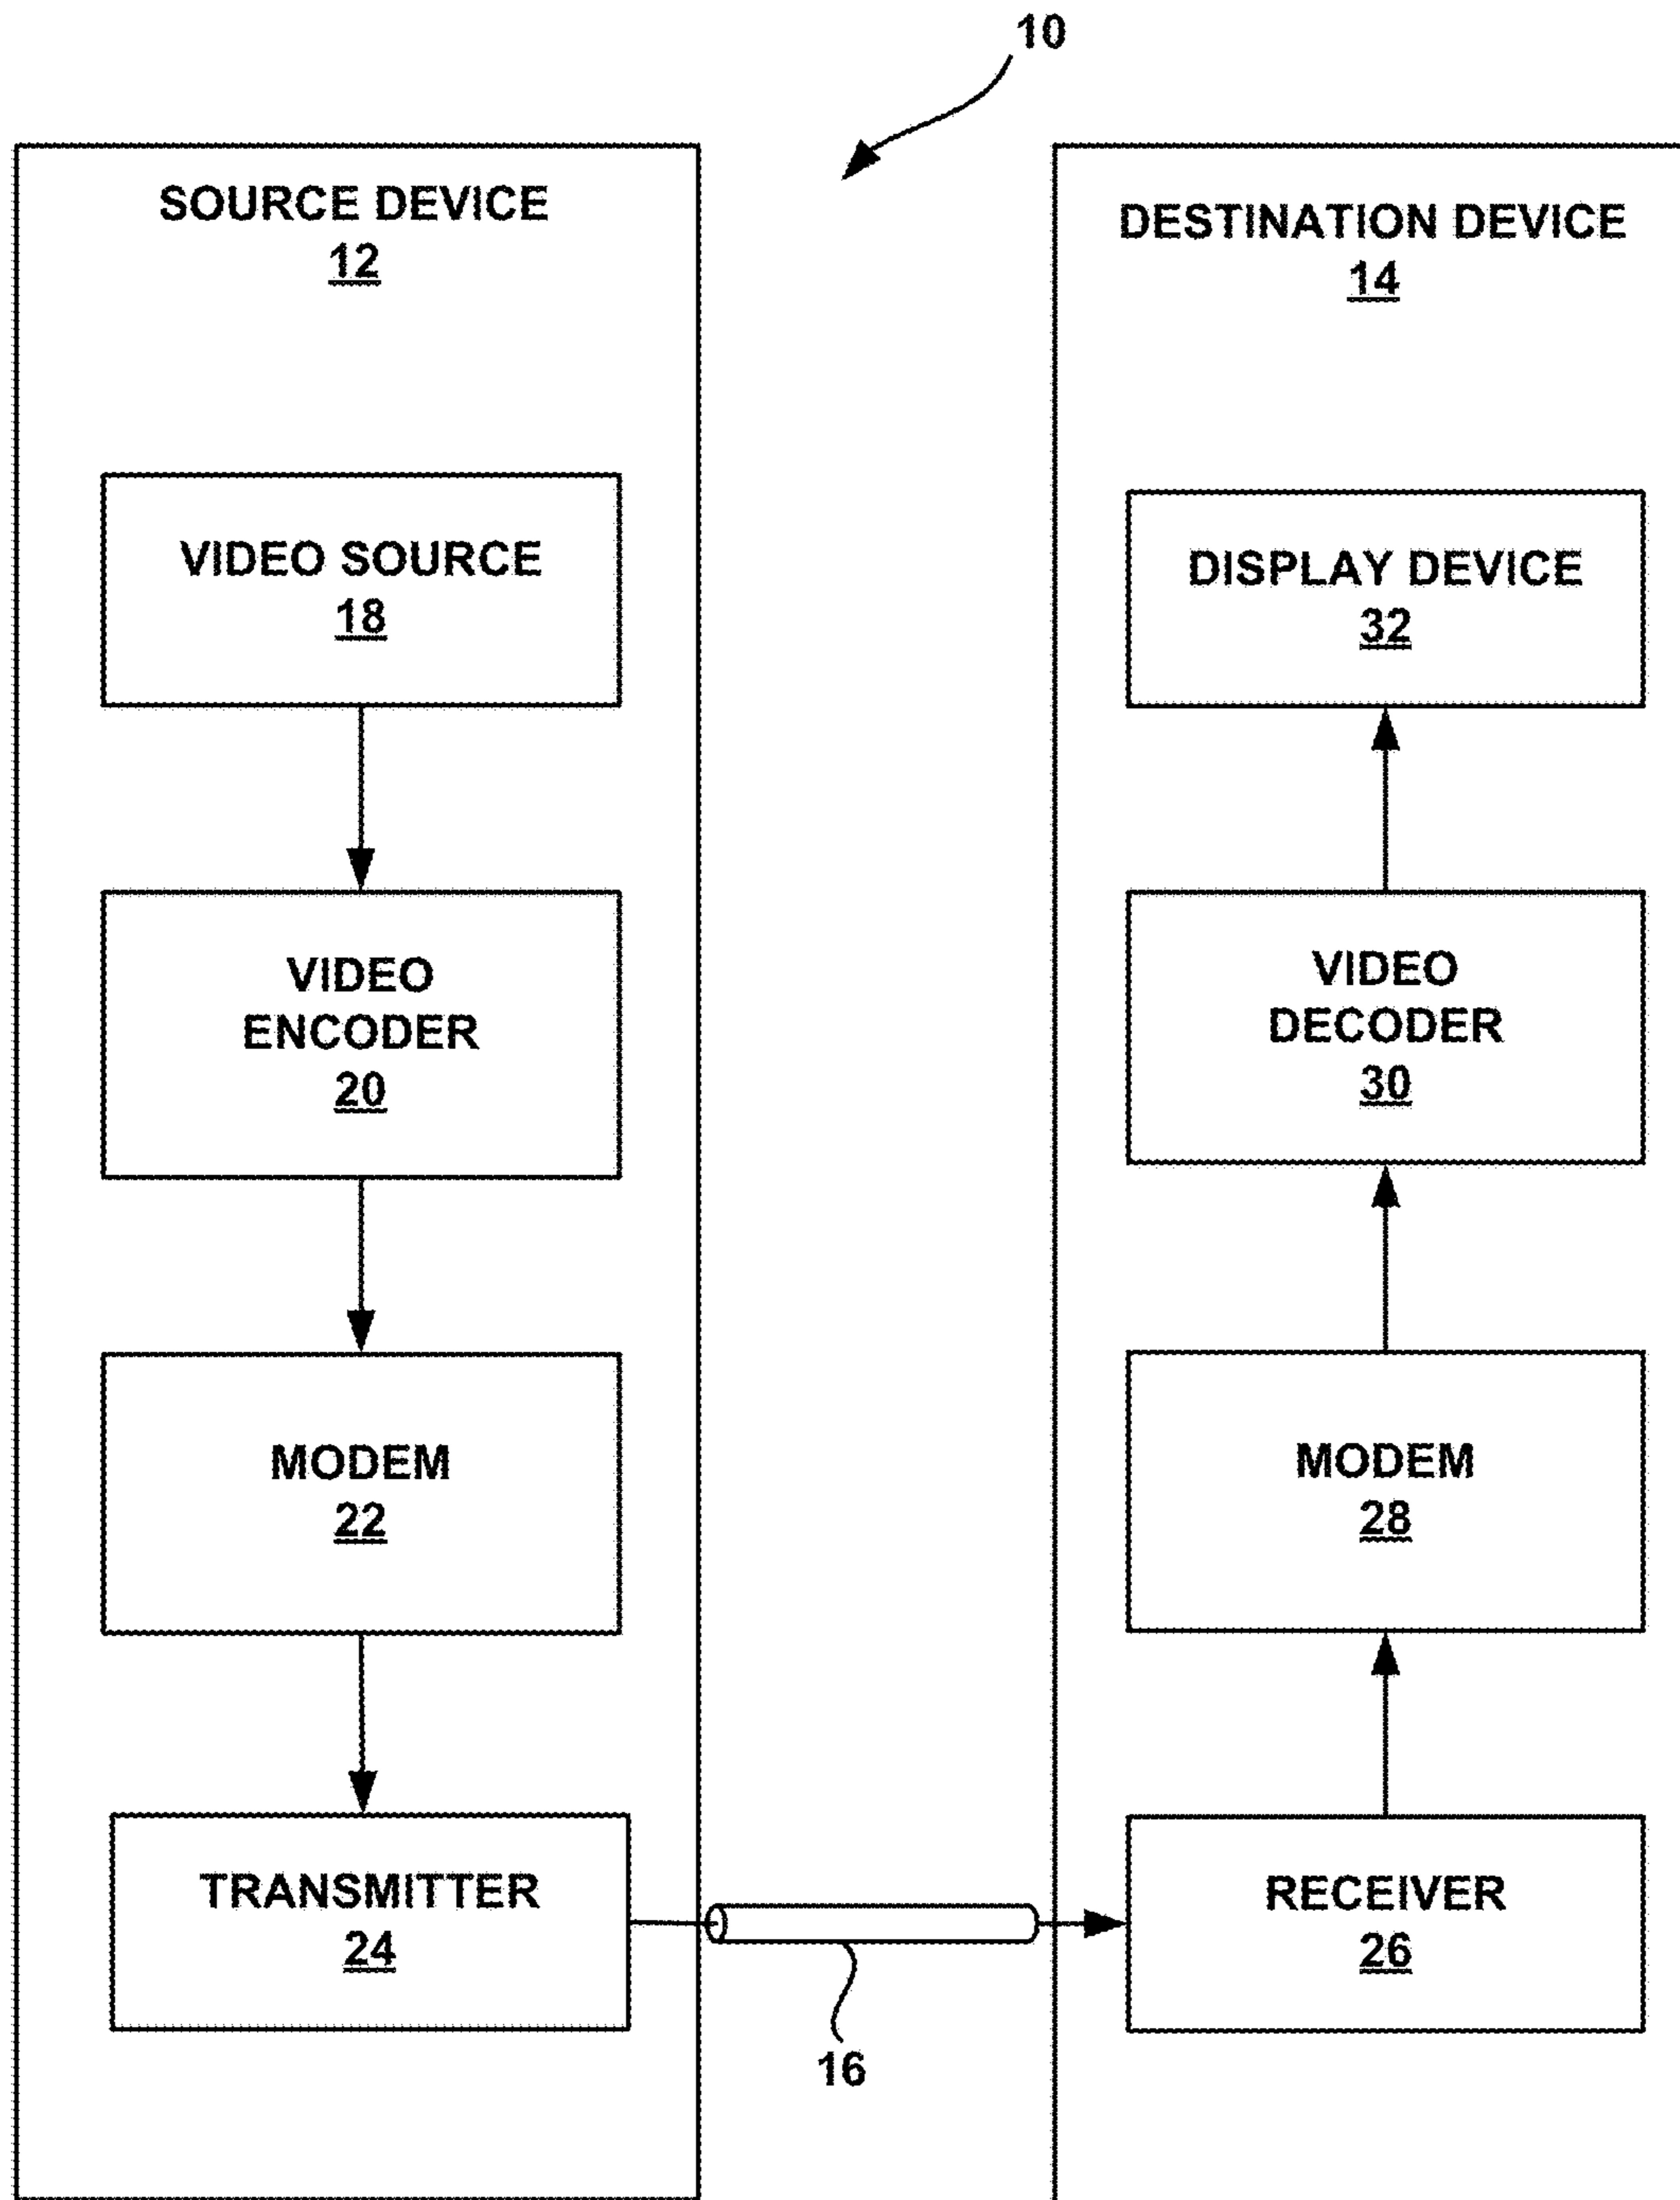 10
SOURCE DEVICE
12
VIDEO SOURCE
18
VIDEO
ENCODER
20
MODEM
22
TRANSMITTER
24
16
DESTINATION DEVICE
14
DISPLAY DEVICE
32
VIDEO
DECODER
30
MODEM
28
RECEIVER
26